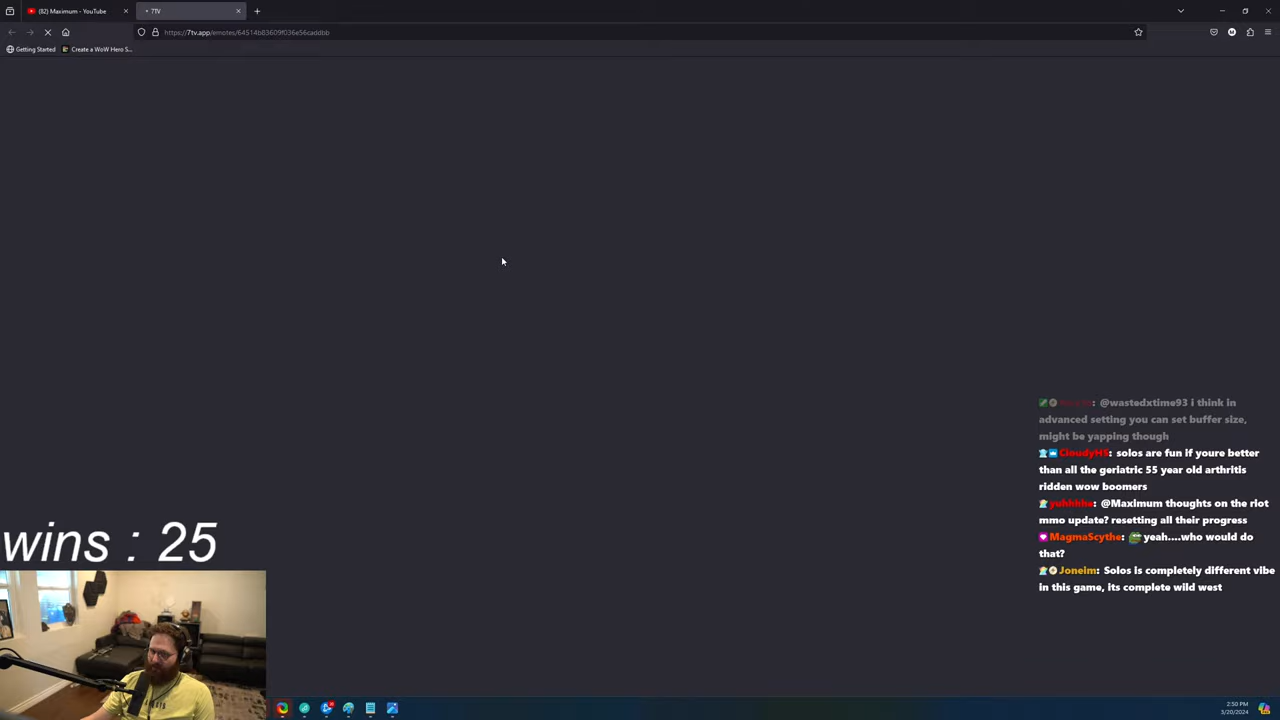 (82) Maximum - YouTube
7TV
https://7tv.app/emotes/64514b83609f036e56caddbb
Getting Started
Create a WoW Hero S...
: @wastedxtime93 i think in
advanced setting you can set buffer size,
might be yapping though
CloudyHS: solos are fun if youre better
than all the geriatric 55 year old arthritis
ridden wow boomers
yuhhhhe: @Maximum thoughts on the riot
mmo update? resetting all their progress
MagmaScythe: yeah....who would do
that?
Joneim: Solos is completely different vibe
in this game, its complete wild west
wins : 25
2:50 PM
5/20/2024